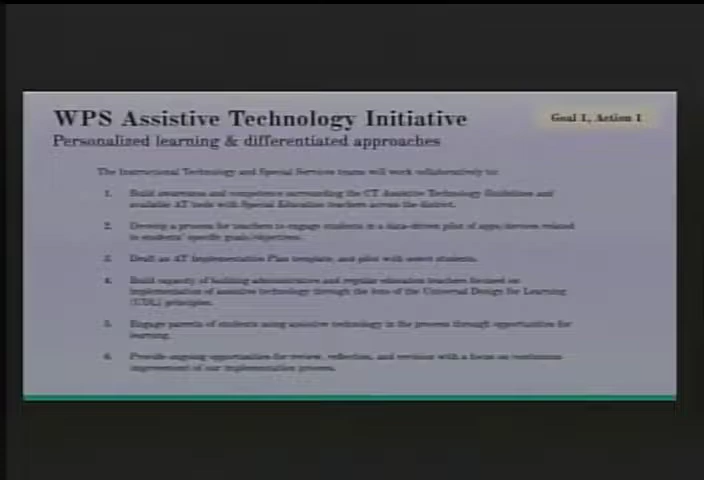 WPS Assistive Technology Initiative
Goal 1, Action 1
Personalized learning & differentiated approaches
The Instructional Technology and Special Services teams will work collaboratively to:
1. Build awareness and competence surrounding the CT Assistive Technology Guidelines and
available AT tools with Special Education teachers across the district.
2. Develop a process for teachers to engage students in a data-driven pilot of apps/devices related
to students' specific goals/objectives.
3. Draft an AT Implementation Plan template, and pilot with select students.
4. Build capacity of building administrators and regular education teachers focused on
implementation of assistive technology through the lens of the Universal Design for Learning
(UDL) principles.
5. Engage parents of students using assistive technology in the process through opportunities for
learning.
6. Provide ongoing opportunities for review, reflection, and revision with a focus on continuous
improvement of our implementation process.